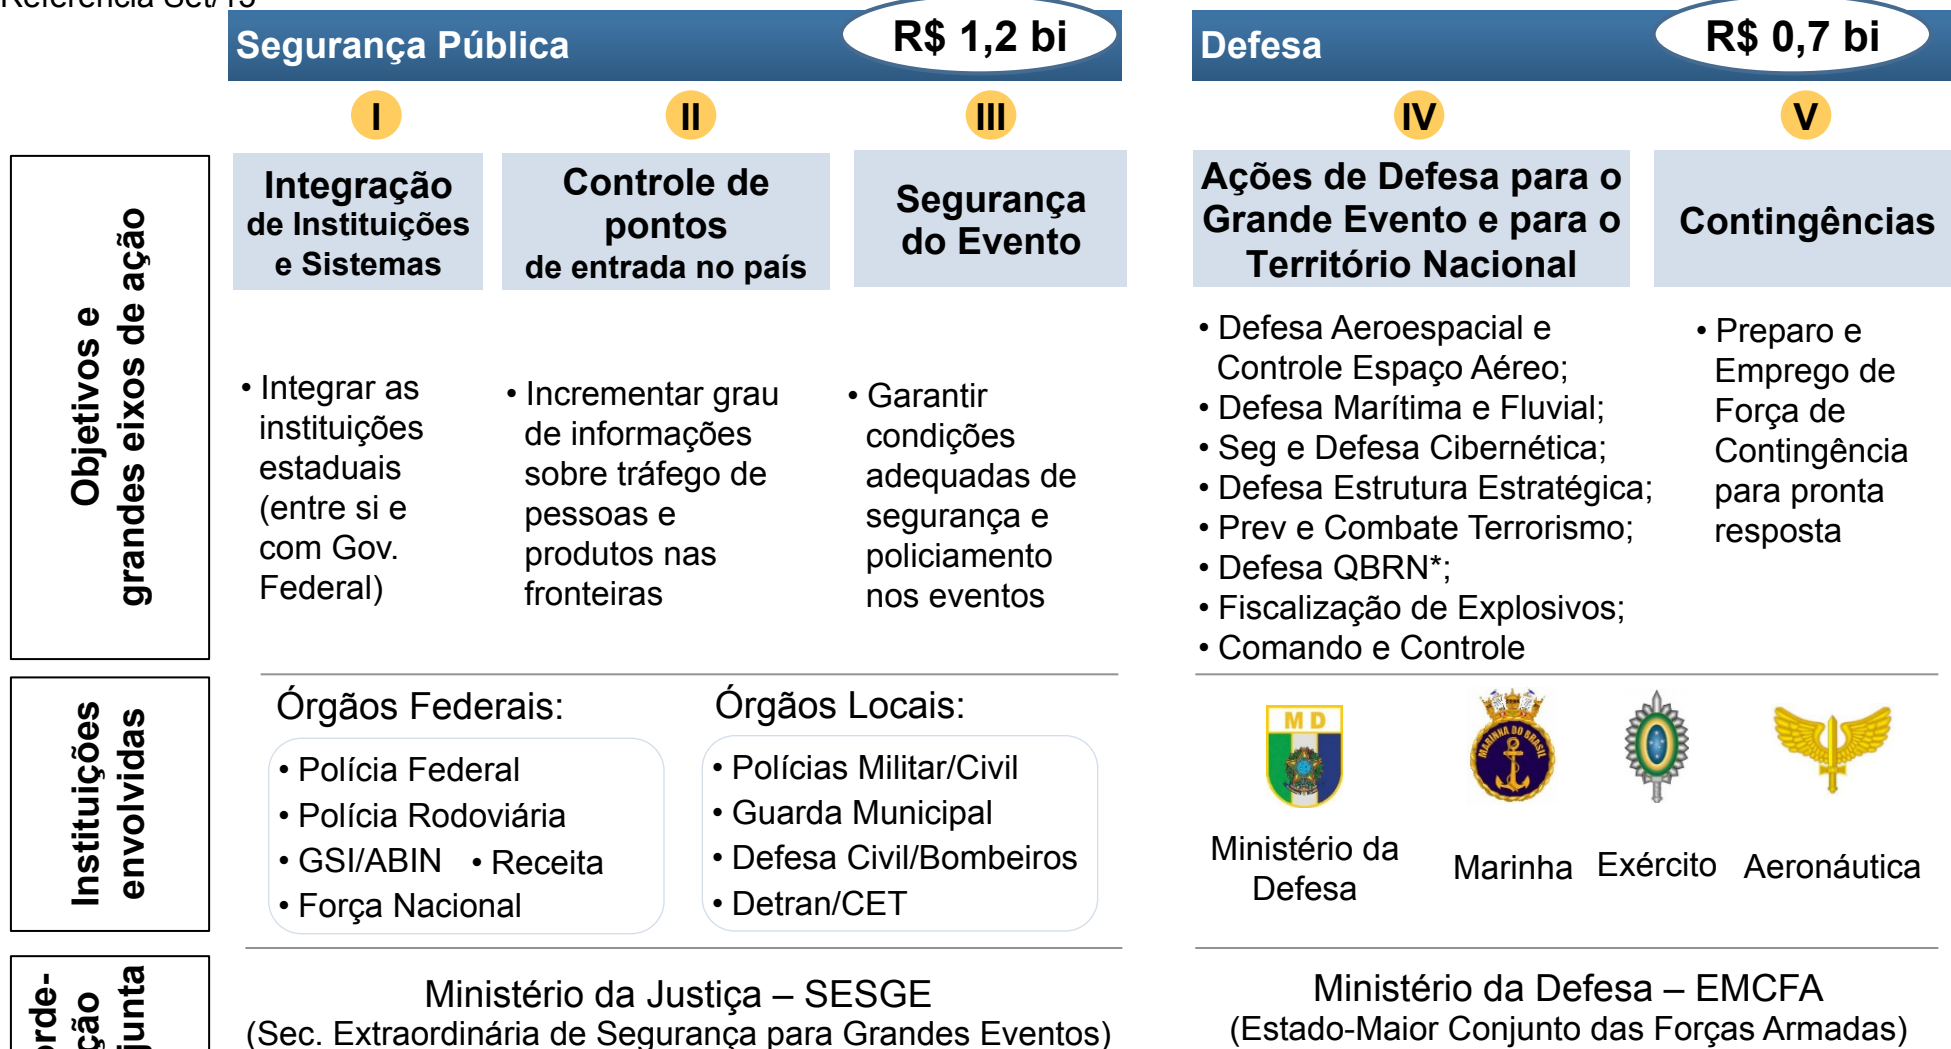 Segurança Pública
R$ 1,2 bi
Defesa
R$ 0,7 bi
I
II
III
IV
V
Objetivos e
grandes eixos de ação
Integração
de Instituições
e Sistemas
Controle de
pontos
de entrada no país
Segurança
do Evento
Ações de Defesa para o
Grande Evento e para o
Território Nacional
Contingências
• Integrar as
instituições
estaduais
(entre si e
com Gov.
Federal)
• Incrementar grau
de informações
sobre tráfego de
pessoas e
produtos nas
fronteiras
• Garantir
condições
adequadas de
segurança e
policiamento
nos eventos
• Defesa Aeroespacial e
Controle Espaço Aéreo;
• Defesa Marítima e Fluvial;
• Seg e Defesa Cibernética;
• Defesa Estrutura Estratégica;
• Prev e Combate Terrorismo;
• Defesa QBRN*;
• Fiscalização de Explosivos;
• Comando e Controle
• Preparo e
Emprego de
Força de
Contingência
para pronta
resposta
Instituições
envolvidas
Órgãos Federais:
• Polícia Federal
• Polícia Rodoviária
• GSI/ABIN • Receita
• Força Nacional
Órgãos Locais:
• Polícias Militar/Civil
• Guarda Municipal
• Defesa Civil/Bombeiros
• Detran/CET
MD
MARINHA DO BRASIL
Ministério da
Defesa
Marinha
Exército
Aeronáutica
Ministério da Justiça – SESGE
(Sec. Extraordinária de Segurança para Grandes Eventos)
Ministério da Defesa – EMCFA
(Estado-Maior Conjunto das Forças Armadas)